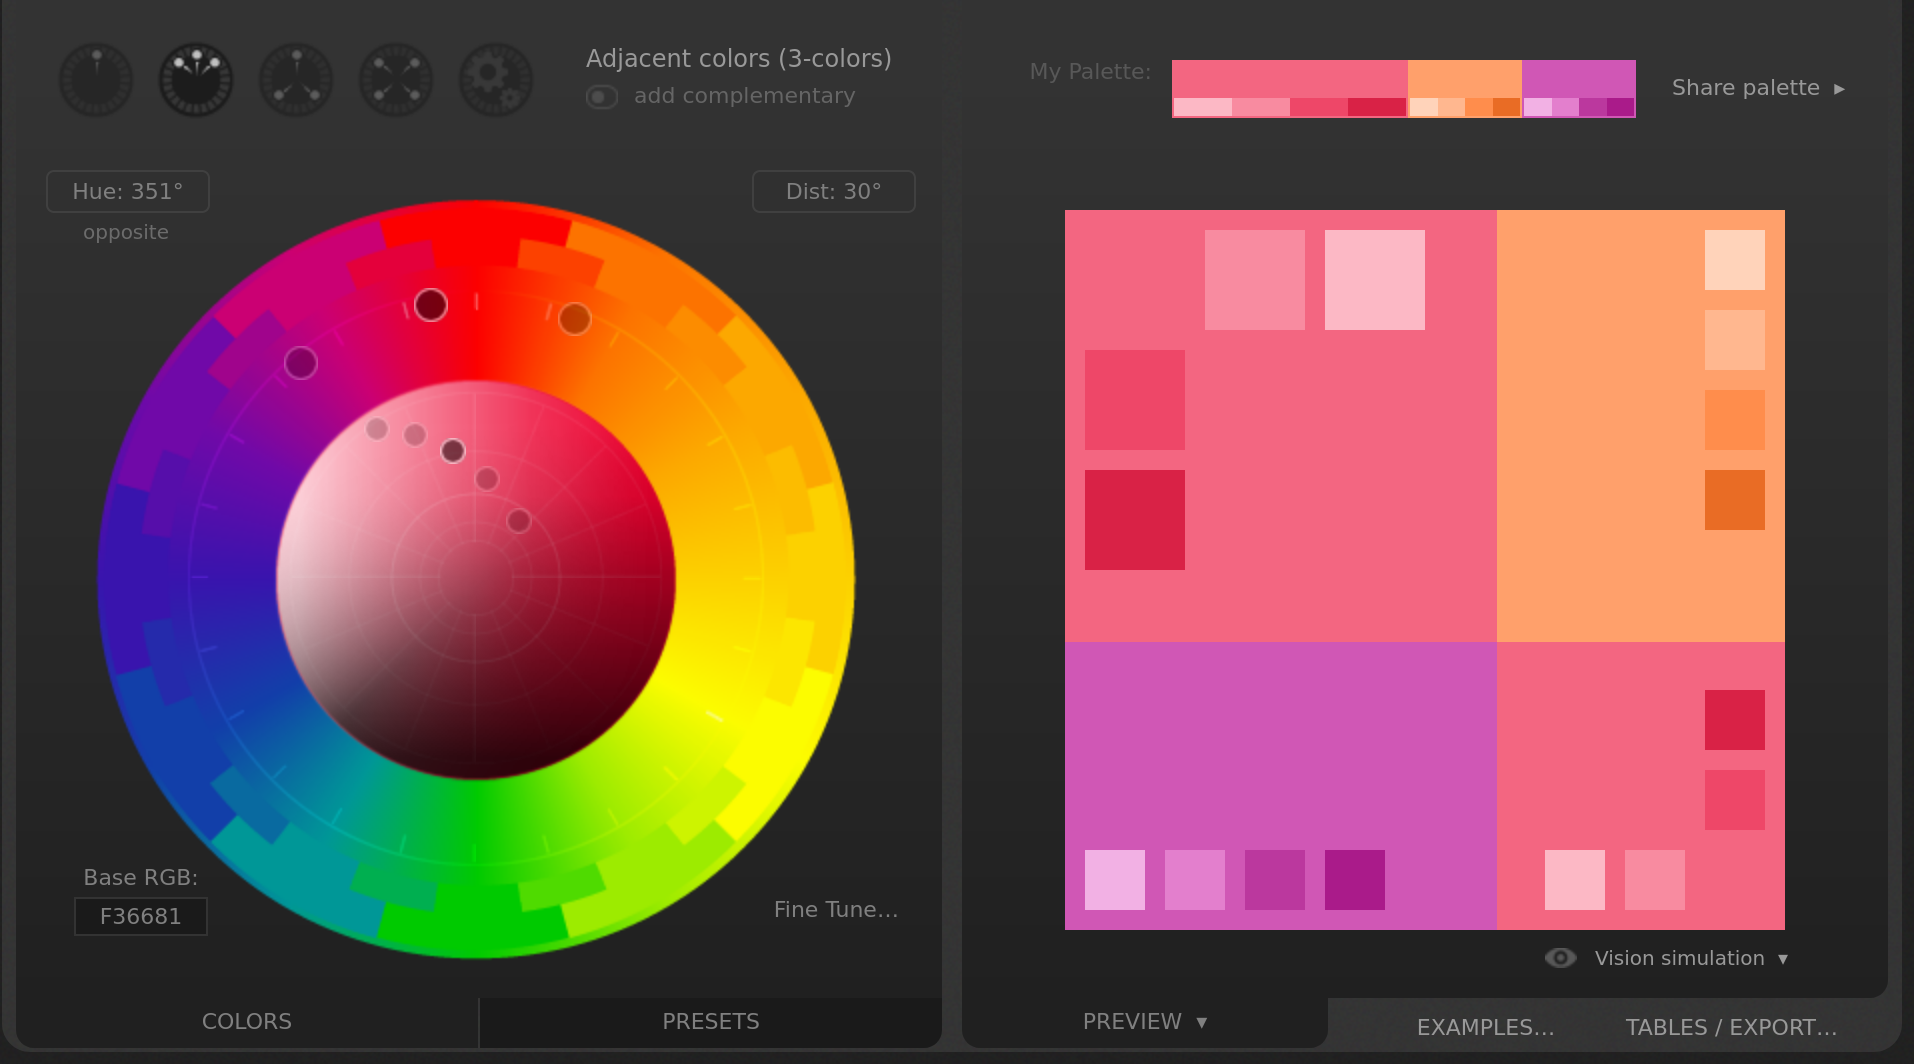 Adjacent colors (3-colors)
add complementary
My Palette:
Share palette ▸
Hue: 351°
opposite
Dist: 30°
Base RGB:
F36681
Fine Tune...
Vision simulation ▾
COLORS
PRESETS
PREVIEW ▾
EXAMPLES...
TABLES / EXPORT...